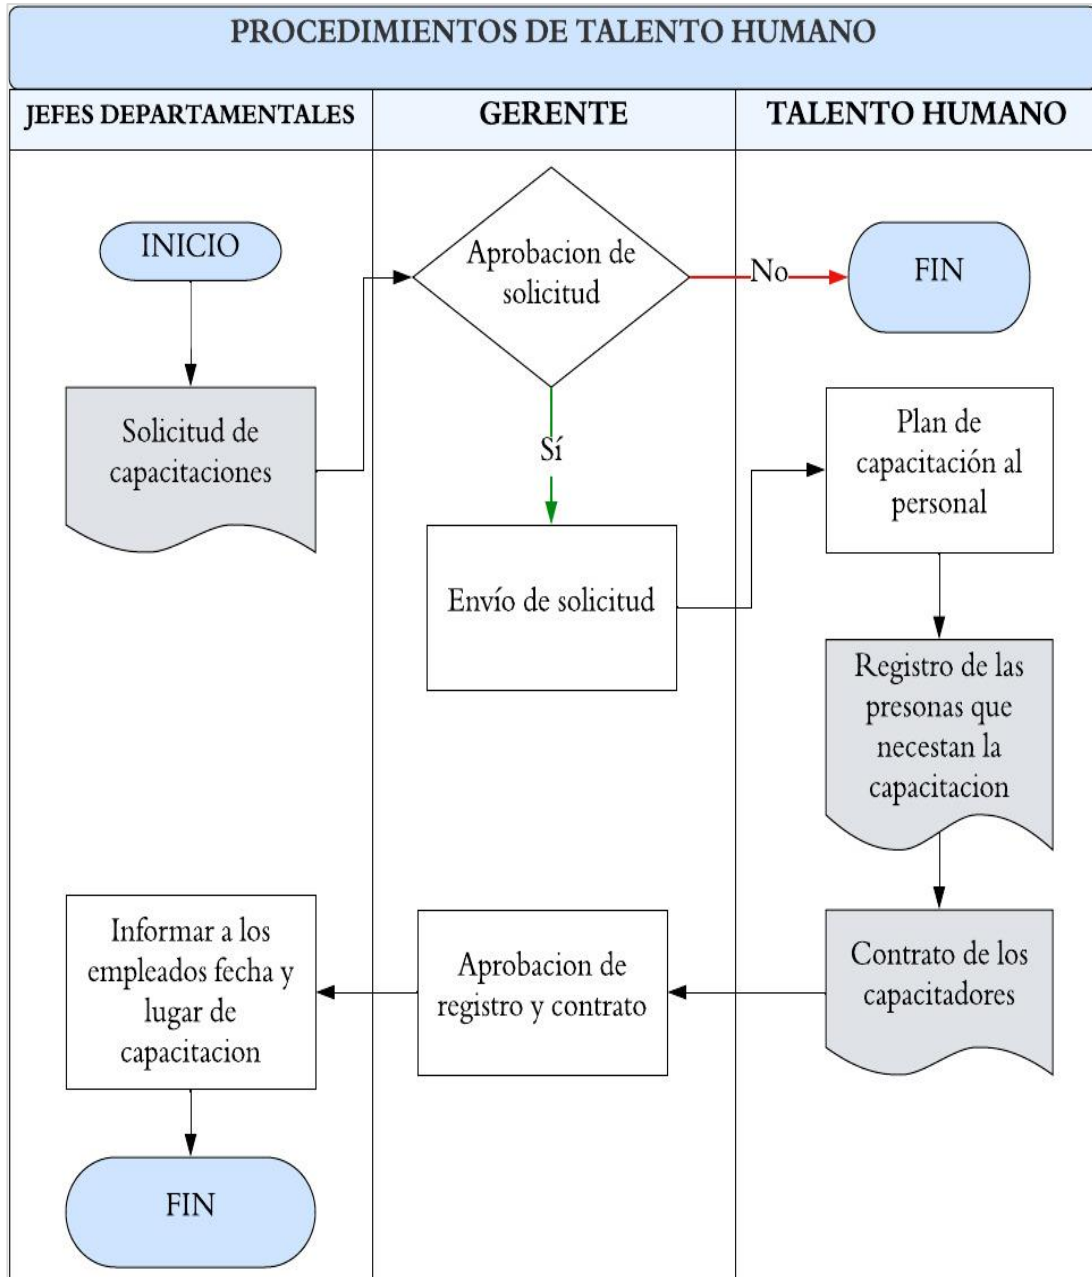 PROCEDIMIENTOS DE TALENTO HUMANO
JEFES DEPARTAMENTALES
GERENTE
TALENTO HUMANO
INICIO
Aprobacion de
solicitud
No
FIN
Solicitud de
capacitaciones
Sí
Envío de solicitud
Plan de
capacitación al
personal
Registro de las
presonas que
necestan la
capacitacion
Contrato de los
capacitadores
Aprobacion de
registro y contrato
Informar a los
empleados fecha y
lugar de
capacitacion
FIN